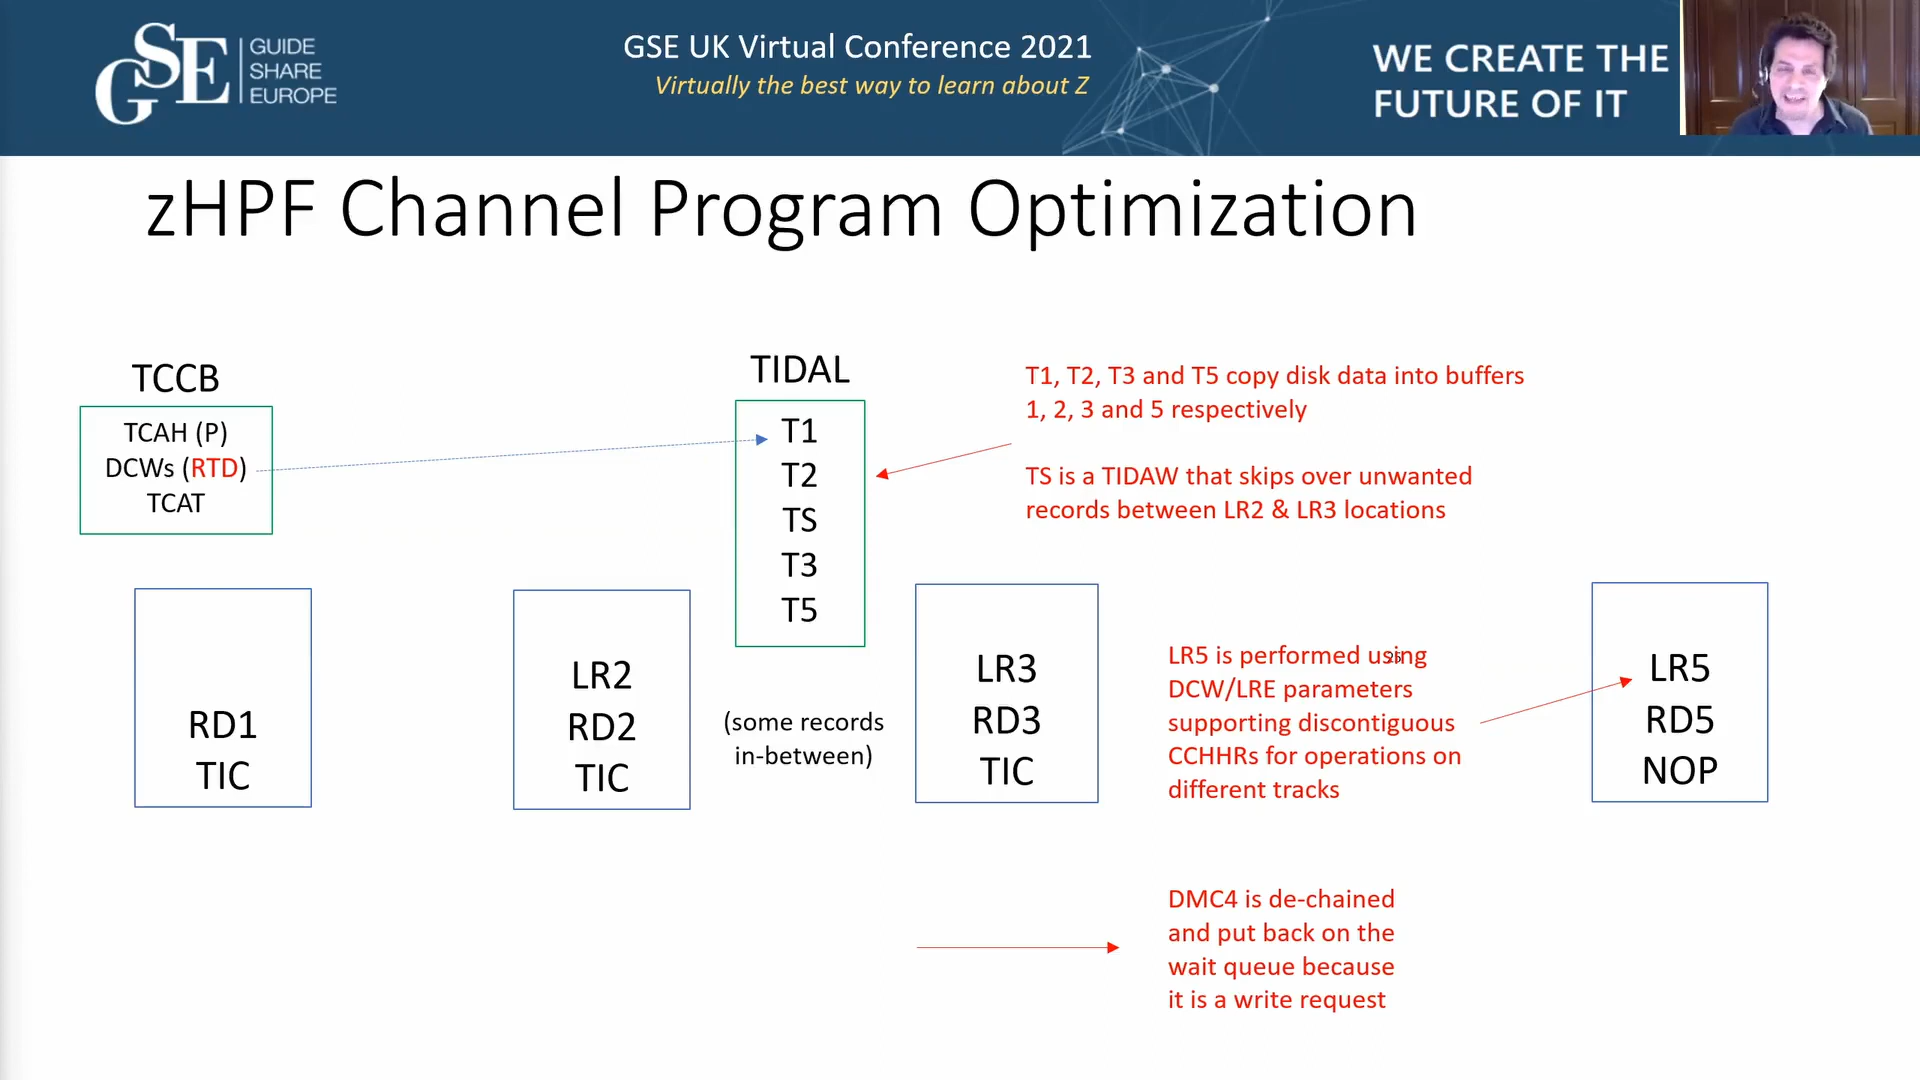 GSE
GUIDE
SHARE
EUROPE
GSE UK Virtual Conference 2021
Virtually the best way to learn about Z
WE CREATE THE
FUTURE OF IT
zHPF Channel Program Optimization
TCCB
TCAH (P)
DCWs (RTD)
TCAT
TIDAL
T1
T2
TS
T3
T5
T1, T2, T3 and T5 copy disk data into buffers
1, 2, 3 and 5 respectively
TS is a TIDAW that skips over unwanted
records between LR2 & LR3 locations
RD1
TIC
LR2
RD2
TIC
(some records
in-between)
LR3
RD3
TIC
LR5 is performed using
DCW/LRE parameters
supporting discontiguous
CCHHRs for operations on
different tracks
LR5
RD5
NOP
DMC4 is de-chained
and put back on the
wait queue because
it is a write request